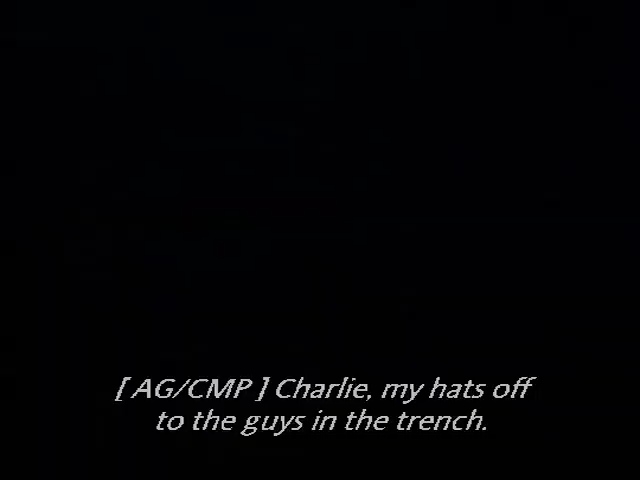 [ AG/CMP ] Charlie, my hats off
to the guys in the trench.